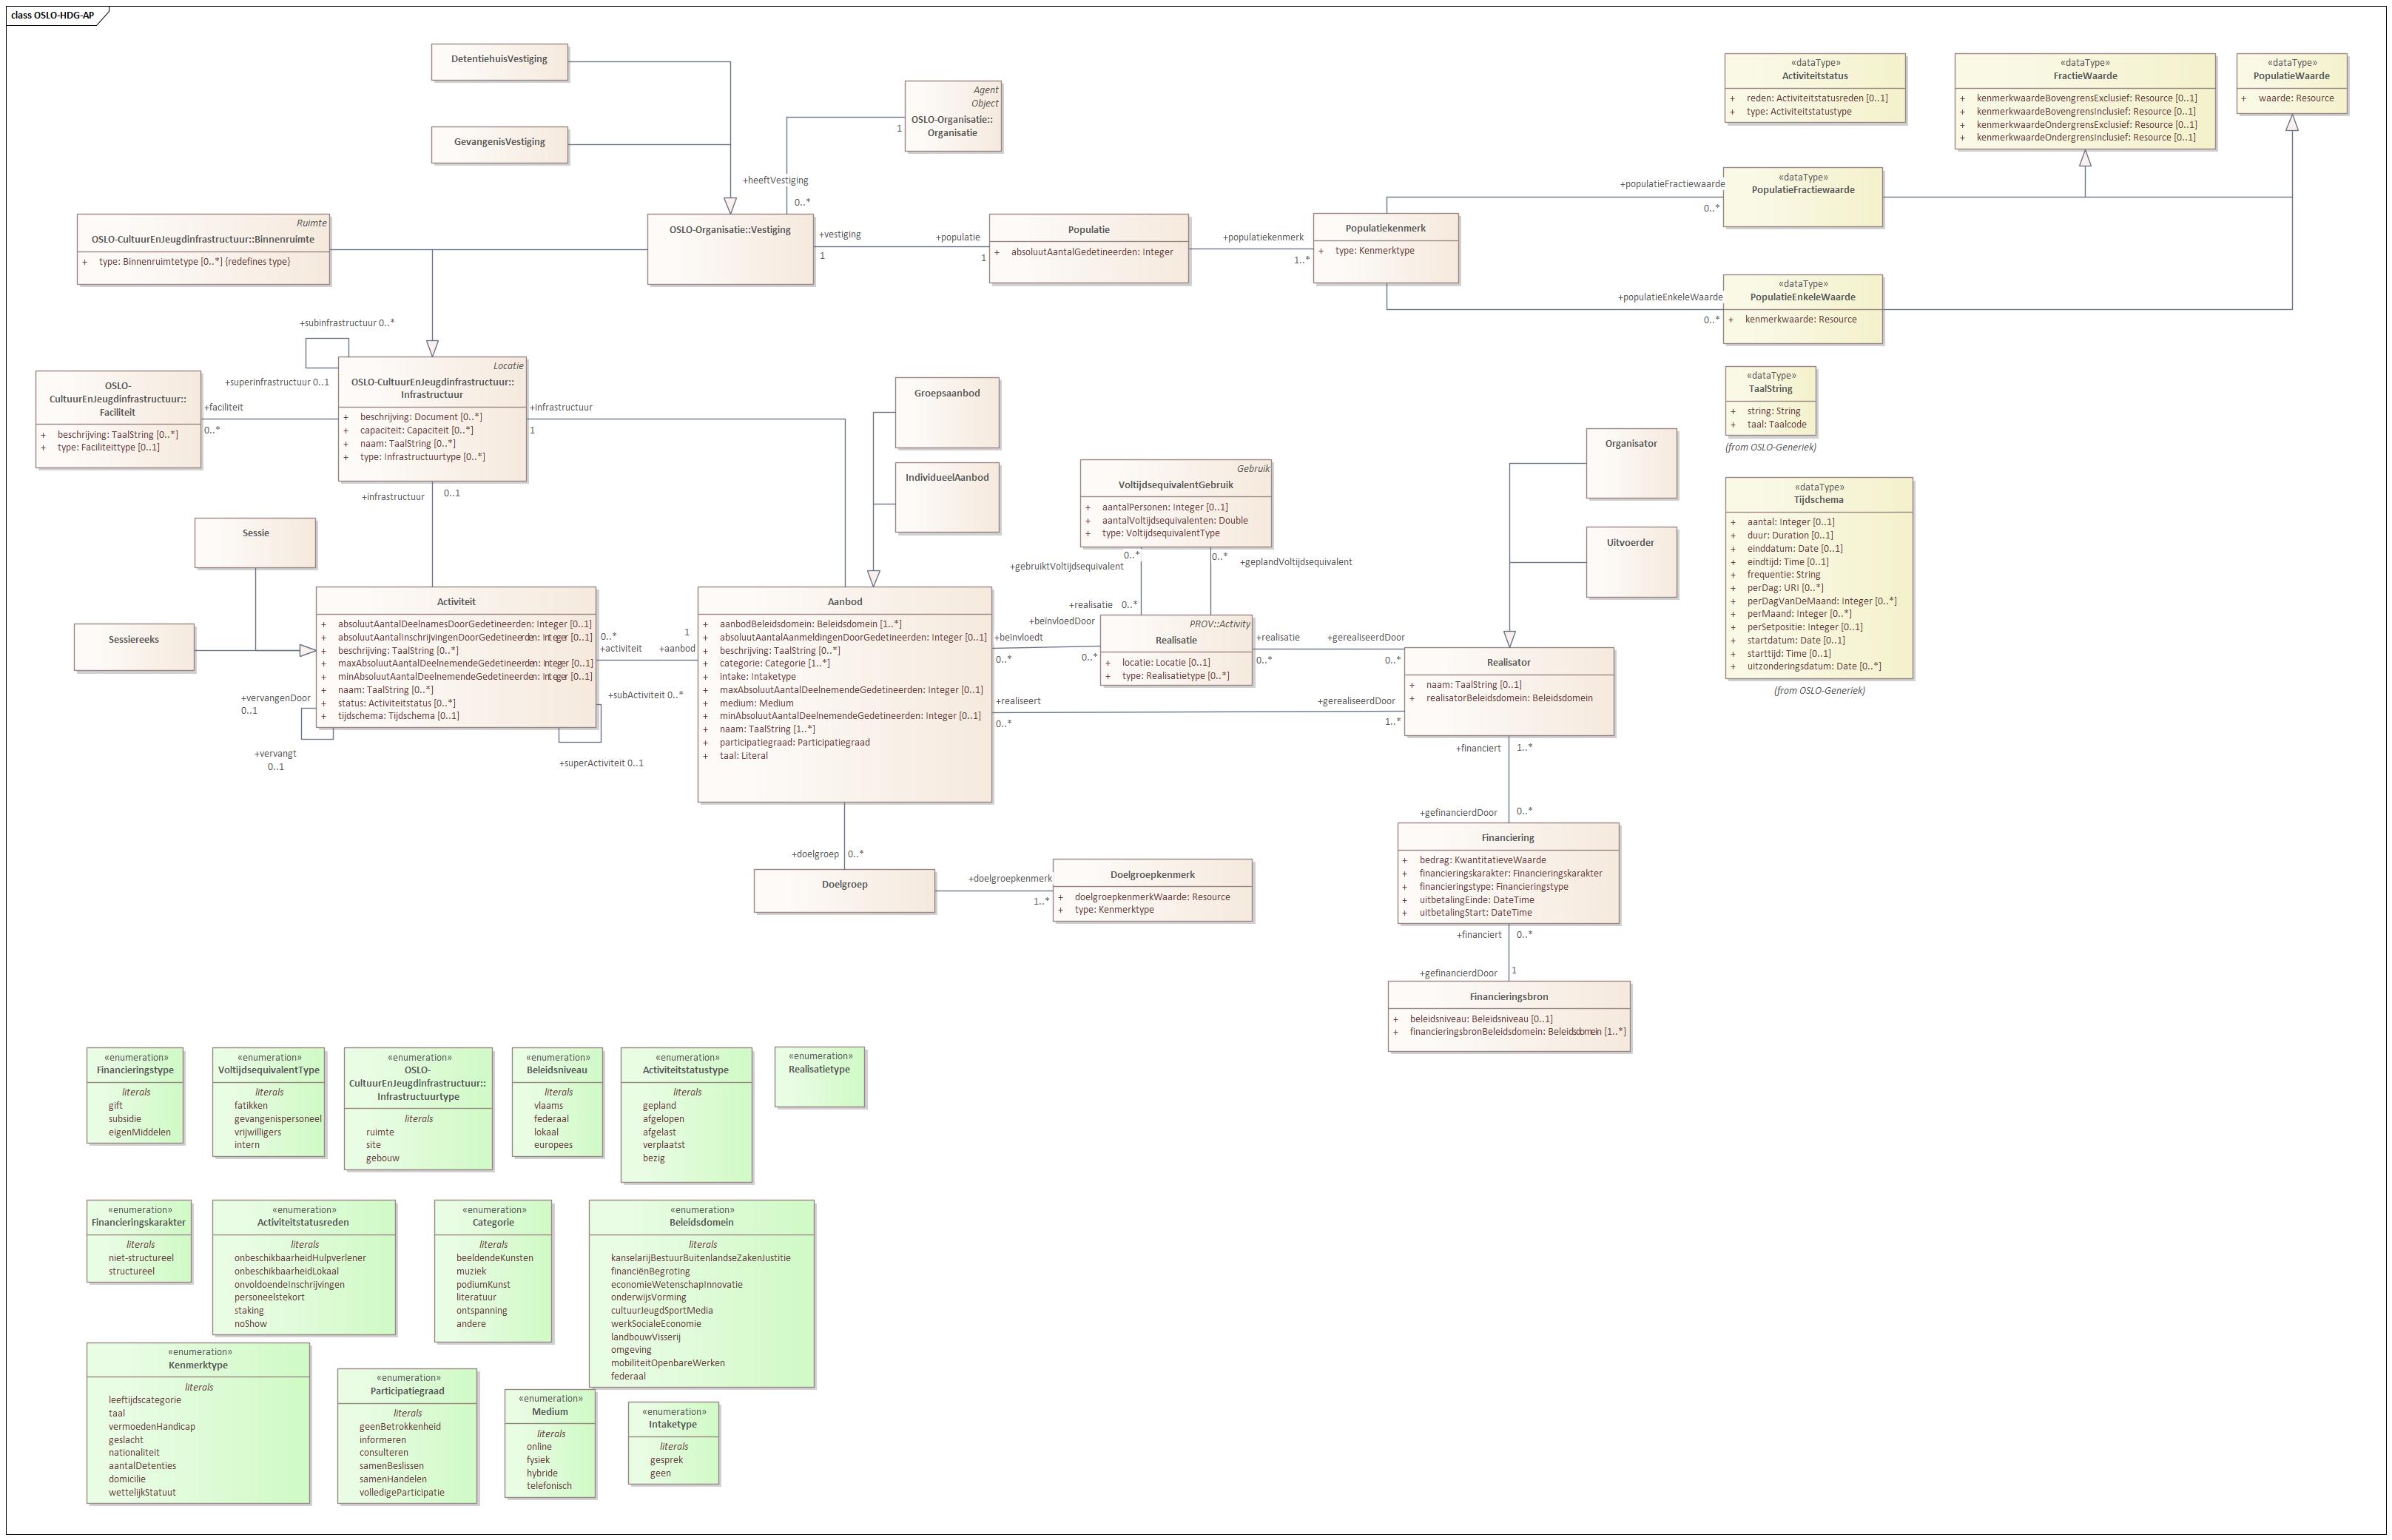 class OSLO-HDG-AP
DetentiehuisVestiging
GevangenisVestiging
Agent
Object
OSLO-Organisatie::
Organisatie
1
+heeftVestiging
0..*
«dataType»
Activiteitstatus
+ reden: Activiteitstatusreden [0..1]
+ type: Activiteitstatustype
«dataType»
FractieWaarde
+ kenmerkwaardeBovengrensExclusief: Resource [0..1]
+ kenmerkwaardeBovengrensInclusief: Resource [0..1]
+ kenmerkwaardeOndergrensExclusief: Resource [0..1]
+ kenmerkwaardeOndergrensInclusief: Resource [0..1]
«dataType»
PopulatieWaarde
+ waarde: Resource
Ruimte
OSLO-CultuurEnJeugdinfrastructuur::Binnenruimte
+ type: Binnenruimtetype [0..*] {redefines type}
OSLO-Organisatie::Vestiging
+vestiging
1
+populatie
1
Populatie
+ absoluutAantalGedetineerden: Integer
+populatiekenmerk
1..*
Populatiekenmerk
+ type: Kenmerktype
+populatieFractiewaarde
0..*
«dataType»
PopulatieFractiewaarde
+populatieEnkeleWaarde
0..*
«dataType»
PopulatieEnkeleWaarde
+ kenmerkwaarde: Resource
+subinfrastructuur 0..*
+superinfrastructuur 0..1
OSLO-
CultuurEnJeugdinfrastructuur::
Faciliteit
+ beschrijving: TaalString [0..*]
+ type: Faciliteittype [0..1]
+faciliteit
0..*
Locatie
OSLO-CultuurEnJeugdinfrastructuur::
Infrastructuur
+ beschrijving: Document [0..*]
+ capaciteit: Capaciteit [0..*]
+ naam: TaalString [0..*]
+ type: Infrastructuurtype [0..*]
+infrastructuur
1
+infrastructuur
0..1
Groepsaanbod
IndividueelAanbod
«dataType»
TaalString
+ string: String
+ taal: Taalcode
(from OSLO-Generiek)
Gebruik
VoltijdsequivalentGebruik
+ aantalPersonen: Integer [0..1]
+ aantalVoltijdsequivalenten: Double
+ type: VoltijdsequivalentType
0..*
+gebruiktVoltijdsequivalent
0..*
+geplandVoltijdsequivalent
+realisatie 0..*
Organisator
Uitvoerder
«dataType»
Tijdschema
+ aantal: Integer [0..1]
+ duur: Duration [0..1]
+ einddatum: Date [0..1]
+ eindtijd: Time [0..1]
+ frequentie: String
+ perDag: URI [0..*]
+ perDagVanDeMaand: Integer [0..*]
+ perMaand: Integer [0..*]
+ perSetpositie: Integer [0..1]
+ startdatum: Date [0..1]
+ starttijd: Time [0..1]
+ uitzonderingsdatum: Date [0..*]
(from OSLO-Generiek)
Sessie
Sessiereeks
Activiteit
+ absoluutAantalDeelnamesDoorGedetineerden: Integer [0..1]
+ absoluutAantalInschrijvingenDoorGedetineerden: Integer [0..1]
+ beschrijving: TaalString [0..*]
+ maxAbsoluutAantalDeelnemendeGedetineerden: Integer [0..1]
+ minAbsoluutAantalDeelnemendeGedetineerden: Integer [0..1]
+ naam: TaalString [0..*]
+ status: Activiteitstatus [0..*]
+ tijdschema: Tijdschema [0..1]
+vervangenDoor
0..1
+vervangt
0..1
0..*
+activiteit
1
+aanbod
+subActiviteit 0..*
+superActiviteit 0..1
Aanbod
+ aanbodBeleidsdomein: Beleidsdomein [1..*]
+ absoluutAantalAanmeldingenDoorGedetineerden: Integer [0..1]
+ beschrijving: TaalString [0..*]
+ categorie: Categorie [1..*]
+ intake: Intaketype
+ maxAbsoluutAantalDeelnemendeGedetineerden: Integer [0..1]
+ medium: Medium
+ minAbsoluutAantalDeelnemendeGedetineerden: Integer [0..1]
+ naam: TaalString [1..*]
+ participatiegraad: Participatiegraad
+ taal: Literal
+beïnvloedDoor
+beïnvloedt
0..*
0..*
PROV::Activity
Realisatie
+ locatie: Locatie [0..1]
+ type: Realisatietype [0..*]
+realisatie
0..*
+gerealiseerdDoor
0..*
+realiseert
0..*
+gerealiseerdDoor
1..*
Realisator
+ naam: TaalString [0..1]
+ realisatorBeleidsdomein: Beleidsdomein
+financiert 1..*
+gefinancierdDoor 0..*
Financiering
+ bedrag: KwantitatieveWaarde
+ financieringskarakter: Financieringskarakter
+ financieringstype: Financieringstype
+ uitbetalingEinde: DateTime
+ uitbetalingStart: DateTime
+financiert 0..*
+gefinancierdDoor 1
Financieringsbron
+ beleidsniveau: Beleidsniveau [0..1]
+ financieringsbronBeleidsdomein: Beleidsdomein [1..*]
+doelgroep 0..*
Doelgroep
+doelgroepkenmerk
1..*
Doelgroepkenmerk
+ doelgroepkenmerkWaarde: Resource
+ type: Kenmerktype
«enumeration»
Financieringstype
literals
gift
subsidie
eigenMiddelen
«enumeration»
VoltijdsequivalentType
literals
fatikken
gevangenispersoneel
vrijwilligers
intern
«enumeration»
OSLO-
CultuurEnJeugdinfrastructuur::
Infrastructuurtype
literals
ruimte
site
gebouw
«enumeration»
Beleidsniveau
literals
vlaams
federaal
lokaal
europees
«enumeration»
Activiteitstatustype
literals
gepland
afgelopen
afgelast
verplaatst
bezig
«enumeration»
Realisatietype
«enumeration»
Financieringskarakter
literals
niet-structureel
structureel
«enumeration»
Activiteitstatusreden
literals
onbeschikbaarheidHulpverlener
onbeschikbaarheidLokaal
onvoldoendeInschrijvingen
personeelstekort
staking
noShow
«enumeration»
Categorie
literals
beeldendeKunsten
muziek
podiumKunst
literatuur
ontspanning
andere
«enumeration»
Beleidsdomein
literals
kanselarijBestuurBuitenlandseZakenJustitie
financiënBegroting
economieWetenschapInnovatie
onderwijsVorming
cultuurJeugdSportMedia
werkSocialeEconomie
landbouwVisserij
omgeving
mobiliteitOpenbareWerken
federaal
«enumeration»
Kenmerktype
literals
leeftijdscategorie
taal
vermoedenHandicap
geslacht
nationaliteit
aantalDetenties
domicilie
wettelijkStatuut
«enumeration»
Participatiegraad
literals
geenBetrokkenheid
informeren
consulteren
samenBeslissen
samenHandelen
volledigeParticipatie
«enumeration»
Medium
literals
online
fysiek
hybride
telefonisch
«enumeration»
Intaketype
literals
gesprek
geen